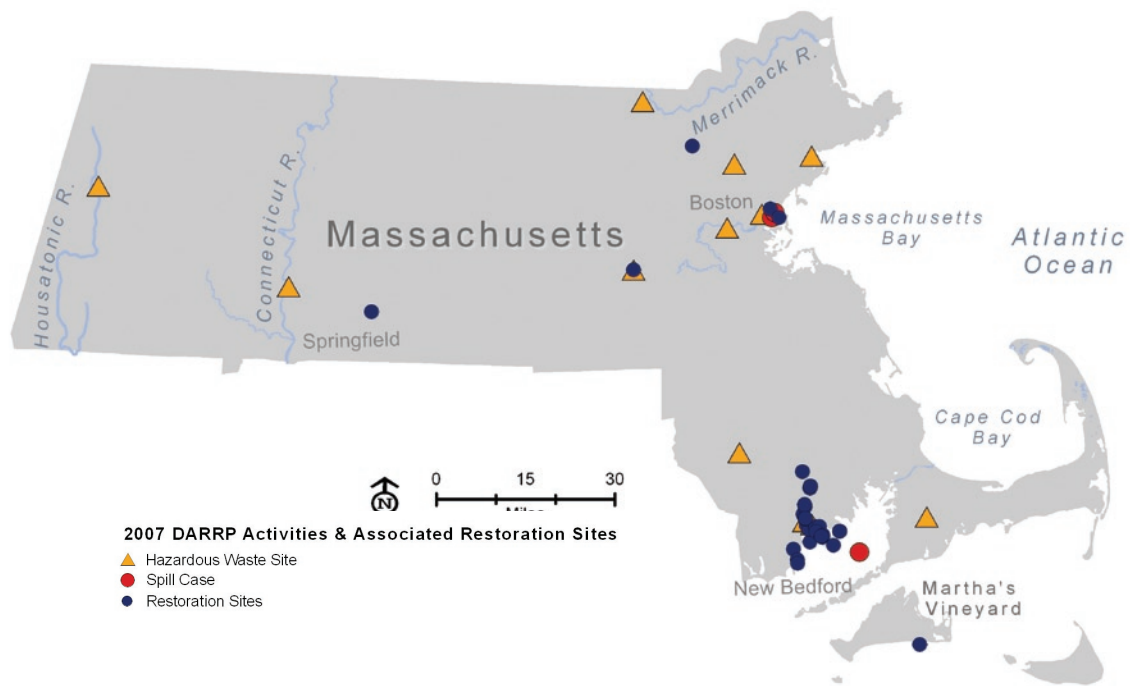 Merrimack R.
Housatonic R.
Connecticut R.
Boston
Massachusetts
Massachusetts
Bay
Atlantic
Ocean
Springfield
Cape Cod
Bay
0 15 30
Miles
N
2007 DARRP Activities & Associated Restoration Sites
Hazardous Waste Site
Spill Case
Restoration Sites
New Bedford
Martha's
Vineyard